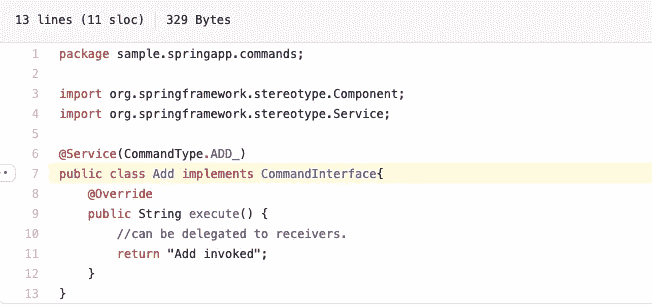 13 lines (11 sloc) 329 Bytes
1 package sample.springapp.commands;
2
3 import org.springframework.stereotype.Component;
4 import org.springframework.stereotype.Service;
5
6 @Service(CommandType.ADD_)
7 public class Add implements CommandInterface{
8 @Override
9 public String execute() {
10 //can be delegated to receivers.
11 return "Add invoked";
12 }
13 }